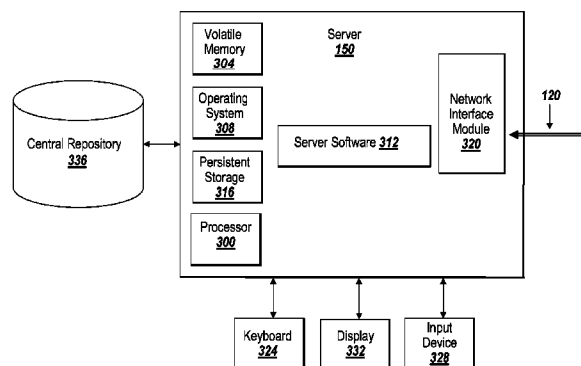 Volatile
Memory
304
Server
150
Operating
System
308
Network
Interface
Module
320
120
Central Repository
336
Server Software 312
Persistent
Storage
316
Processor
300
Keyboard
324
Display
332
Input
Device
328